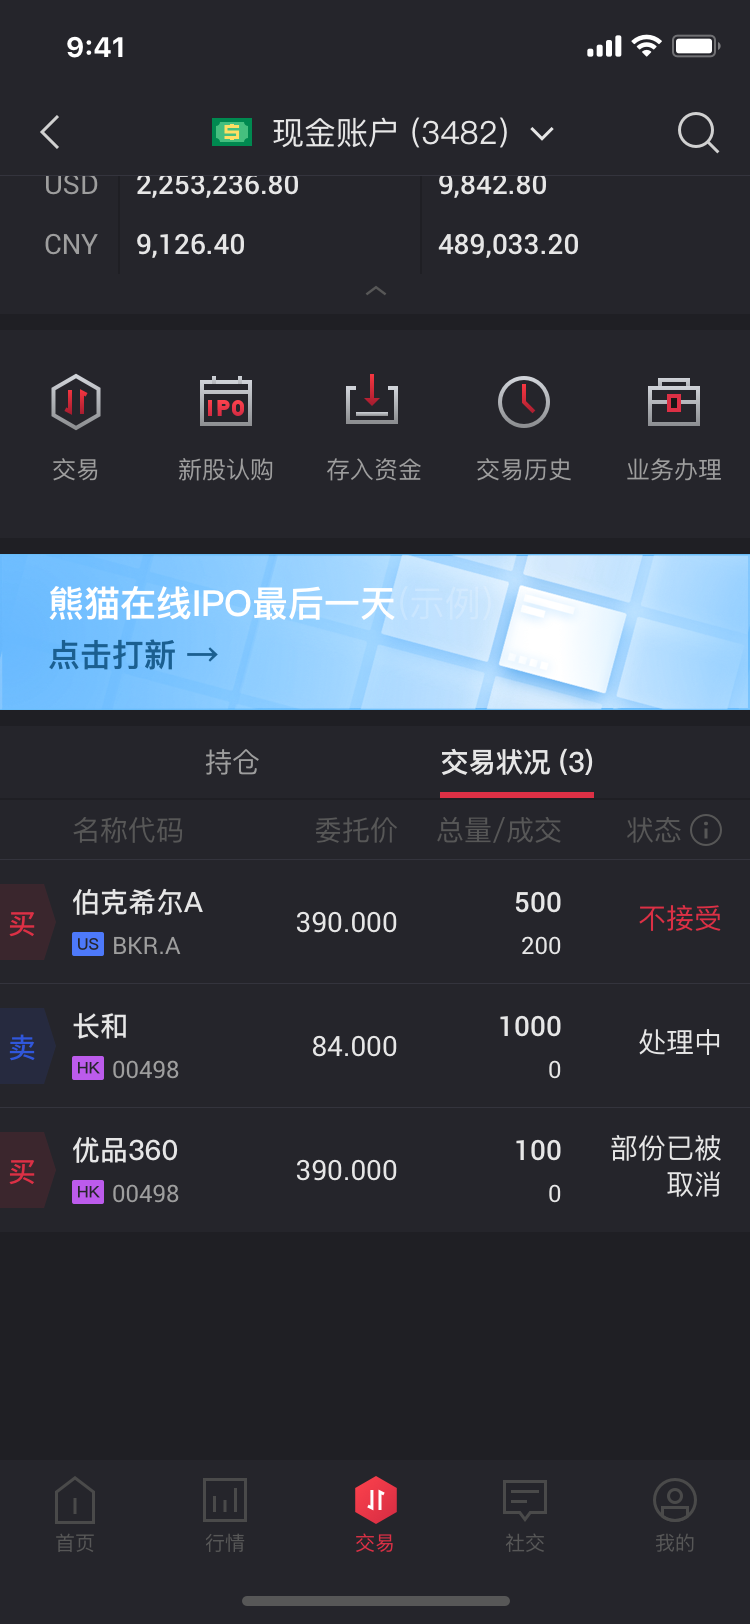 9:41
现金账户 (3482)
USD 2,253,236.80 9,842.80
CNY 9,126.40 489,033.20
交易 新股认购 存入资金 交易历史 业务办理
IPO
熊猫在线IPO最后一天(示例)
点击打新 →
持仓 交易状况 (3)
名称代码 委托价 总量/成交 状态
买 伯克希尔A 390.000 500 不接受
US BKR.A 200
卖 长和 84.000 1000 处理中
HK 00498 0
买 优品360 390.000 100 部份已被取消
HK 00498 0
首页 行情 交易 社交 我的